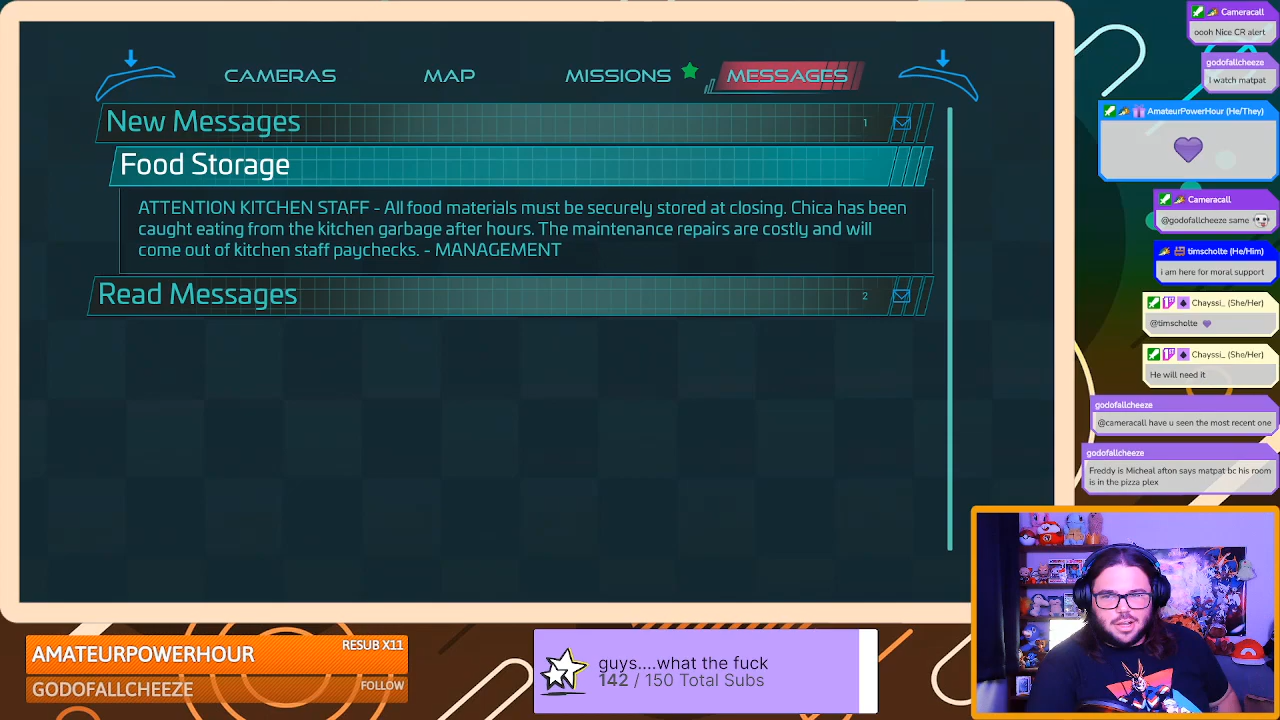 CAMERAS
MAP
MISSIONS
MESSAGES
New Messages
1
Food Storage
ATTENTION KITCHEN STAFF - All food materials must be securely stored at closing. Chica has been
caught eating from the kitchen garbage after hours. The maintenance repairs are costly and will
come out of kitchen staff paychecks. - MANAGEMENT
Read Messages
2
Cameracall
oooh Nice CR alert
godofallcheeze
I watch matpat
AmateurPowerHour (He/They)
Cameracall
@godofallcheeze same
timscholte (He/Him)
i am here for moral support
Chayssi_ (She/Her)
@timscholte
Chayssi_ (She/Her)
He will need it
godofallcheeze
@cameracall have u seen the most recent one
godofallcheeze
Freddy is Micheal afton says matpat bc his room
is in the pizza plex
AMATEURPOWERHOUR
RESUB X11
GODOFALLCHEEZE
FOLLOW
guys....what the fuck
142 / 150 Total Subs